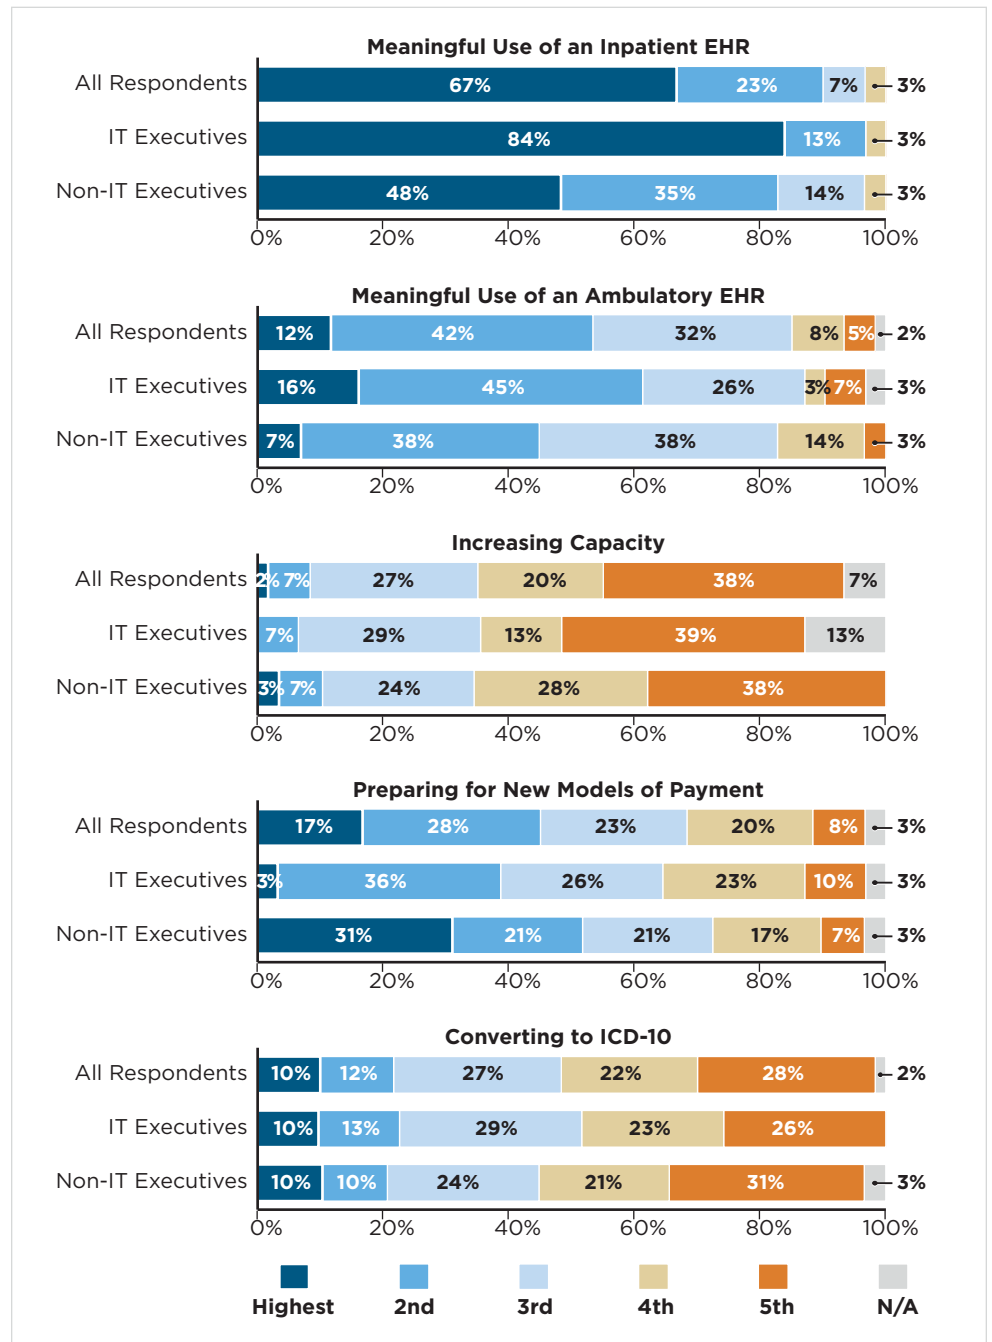 Meaningful Use of an Inpatient EHR
All Respondents 67% 23% 7% 3%
IT Executives 84% 13% 3%
Non-IT Executives 48% 35% 14% 3%
0% 20% 40% 60% 80% 100%
Meaningful Use of an Ambulatory EHR
All Respondents 12% 42% 32% 8% 5% 2%
IT Executives 16% 45% 26% 3% 7% 3%
Non-IT Executives 7% 38% 38% 14% 3%
0% 20% 40% 60% 80% 100%
Increasing Capacity
All Respondents 2% 7% 27% 20% 38% 7%
IT Executives 7% 29% 13% 39% 13%
Non-IT Executives 3% 7% 24% 28% 38%
0% 20% 40% 60% 80% 100%
Preparing for New Models of Payment
All Respondents 17% 28% 23% 20% 8% 3%
IT Executives 3% 36% 26% 23% 10% 3%
Non-IT Executives 31% 21% 21% 17% 7% 3%
0% 20% 40% 60% 80% 100%
Converting to ICD-10
All Respondents 10% 12% 27% 22% 28% 2%
IT Executives 10% 13% 29% 23% 26%
Non-IT Executives 10% 10% 24% 21% 31% 3%
0% 20% 40% 60% 80% 100%
Highest 2nd 3rd 4th 5th N/A